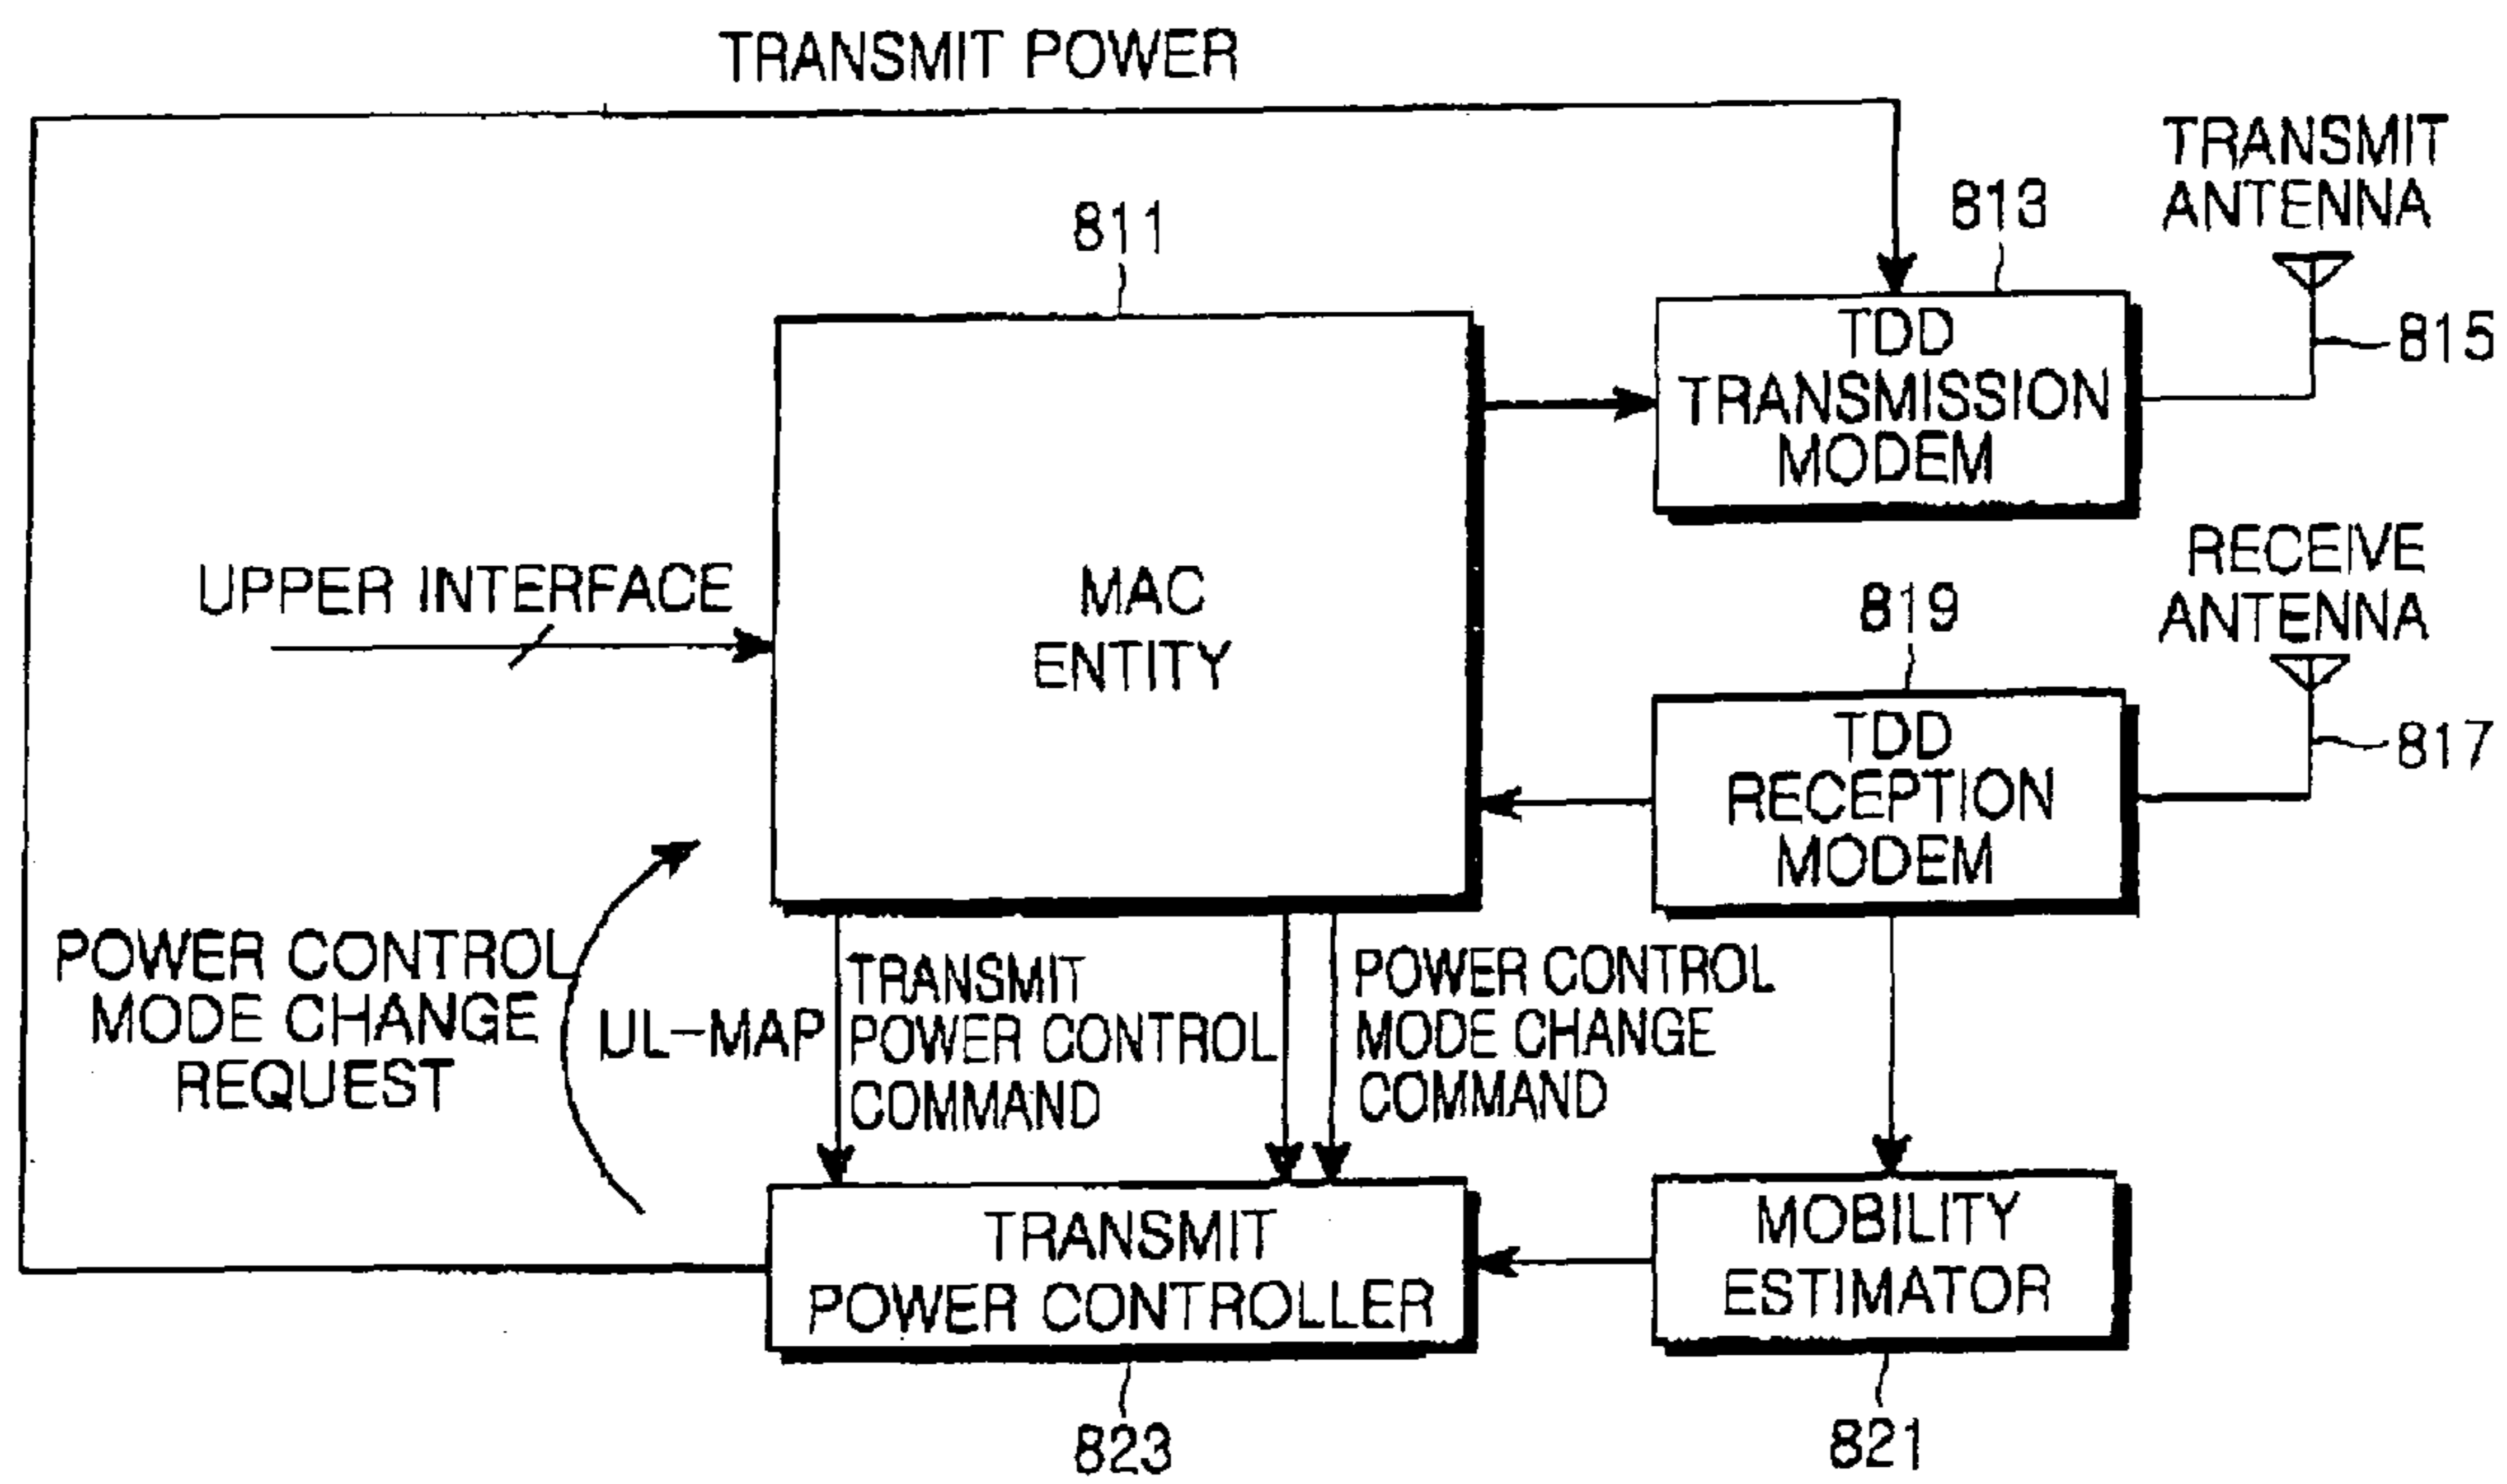 TRANSMIT POWER
TRANSMIT
ANTENNA
813
811
TDD
TRANSMISSION
MODEM
815
RECEIVE
ANTENNA
819
UPPER INTERFACE
MAC
ENTITY
TDD
RECEPTION
MODEM
817
POWER CONTROL
MODE CHANGE
REQUEST
UL-MAP
TRANSMIT
POWER CONTROL
COMMAND
POWER CONTROL
MODE CHANGE
COMMAND
TRANSMIT
POWER CONTROLLER
MOBILITY
ESTIMATOR
823
821